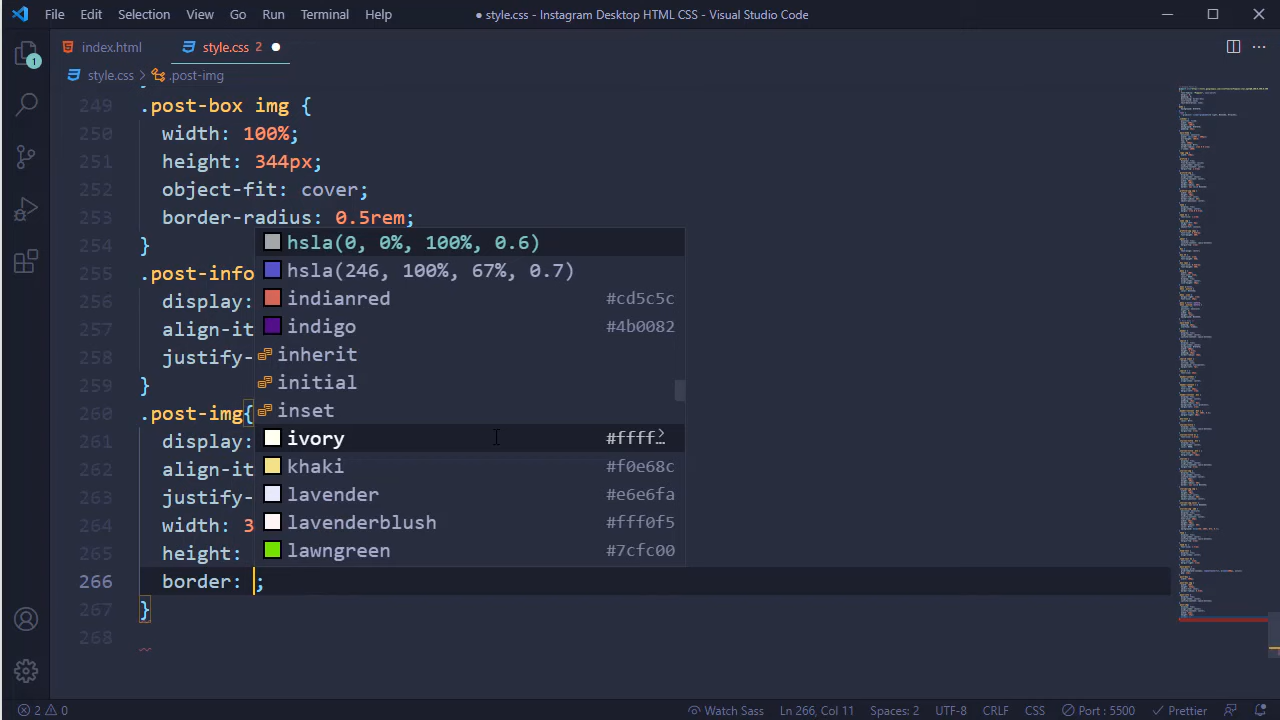 File Edit Selection View Go Run Terminal Help ● style.css - Instagram Desktop HTML CSS - Visual Studio Code
index.html style.css 2 ●
style.css > .post-img
249 .post-box img {
250 width: 100%;
251 height: 344px;
252 object-fit: cover;
253 border-radius: 0.5rem;
254 }
hsla(0, 0%, 100%, 0.6)
255 .post-info
hsla(246, 100%, 67%, 0.7)
256 display:
indianred #cd5c5c
257 align-it
indigo #4b0082
258 justify-
inherit
259 }
initial
260 .post-img{
inset
261 display:
ivory #ffff…
262 align-it
khaki #f0e68c
263 justify-
lavender #e6e6fa
264 width: 3
lavenderblush #fff0f5
265 height:
lawngreen #7cfc00
266 border: ;
267 }
268
1
2 0 Watch Sass Ln 266, Col 11 Spaces: 2 UTF-8 CRLF CSS Port : 5500 Prettier